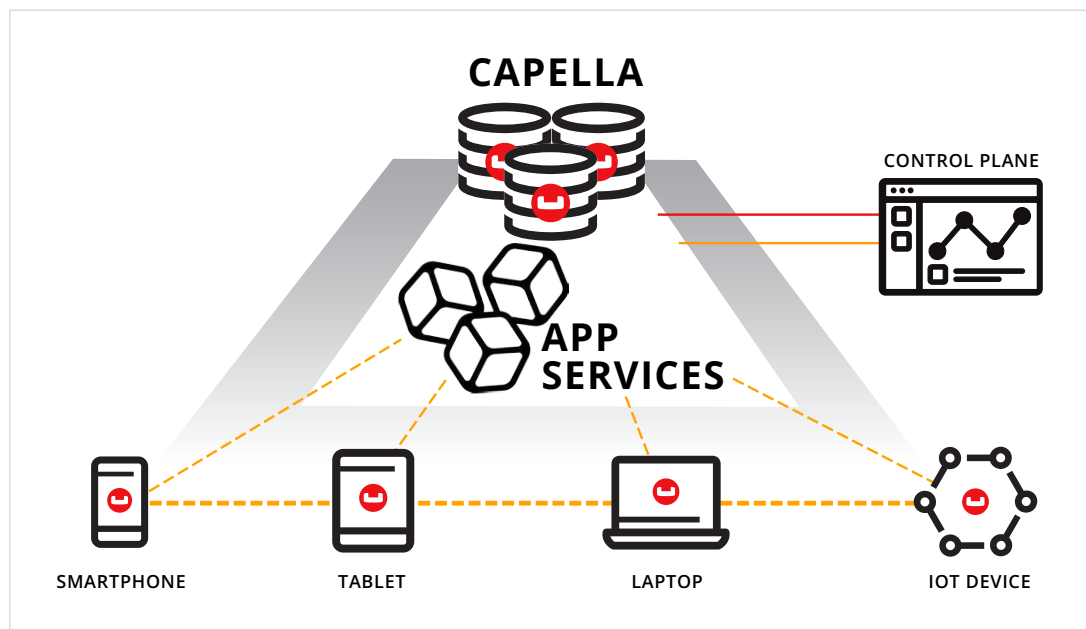 CAPELLA
CONTROL PLANE
APP
SERVICES
SMARTPHONE
TABLET
LAPTOP
IOT DEVICE